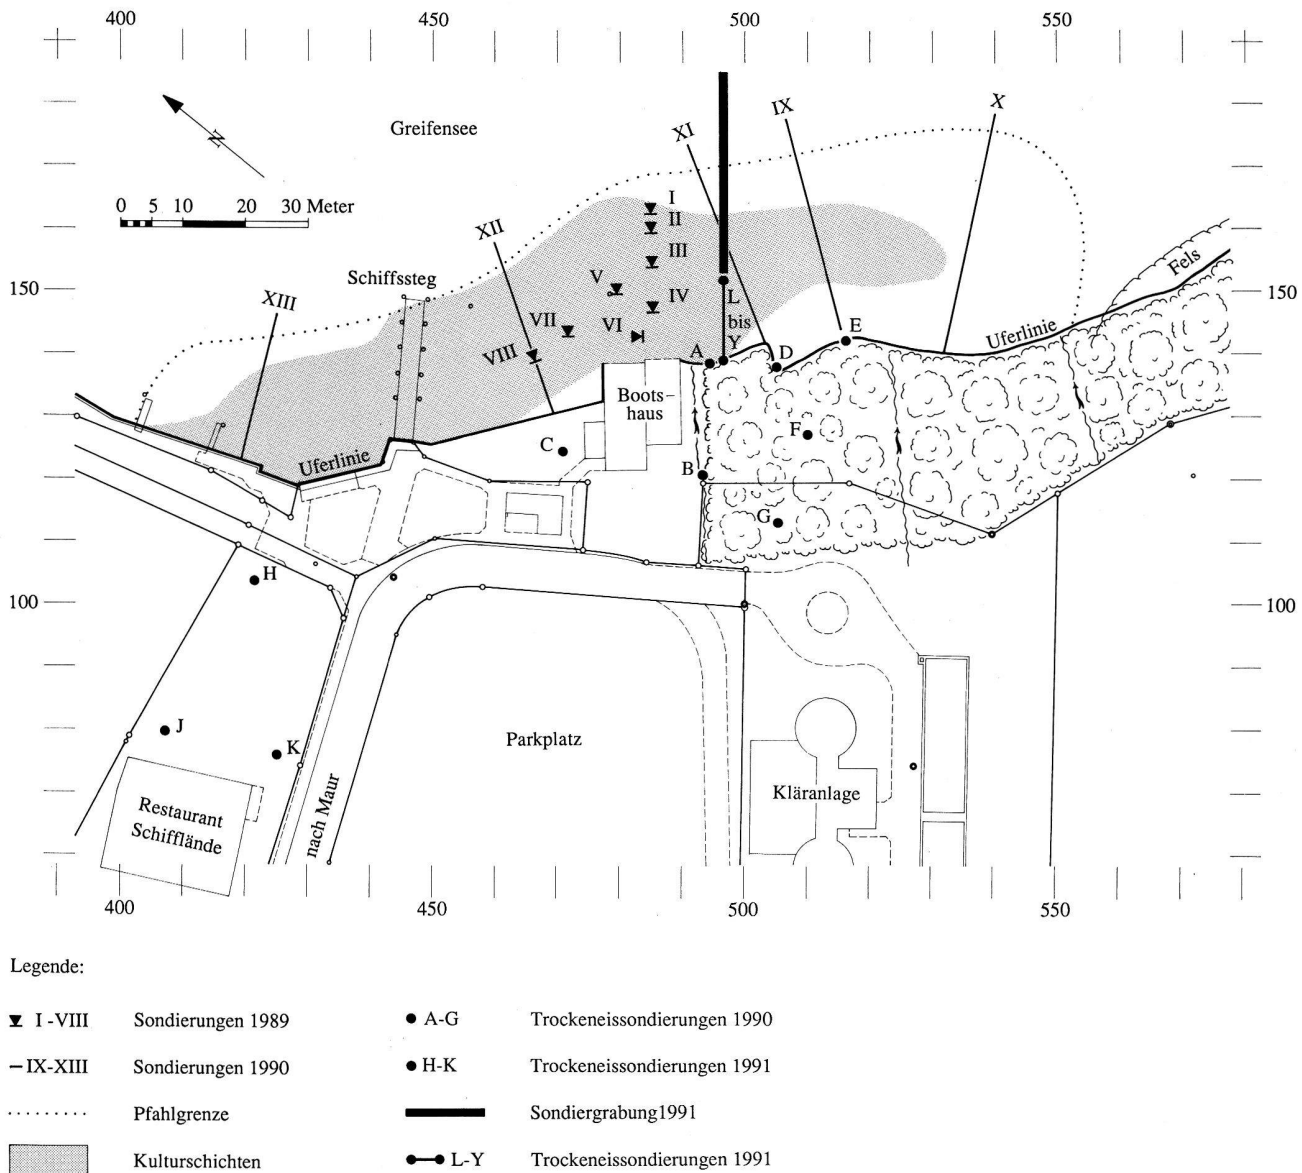 400
450
500
550
N
Greifensee
XI
IX
X
0 5 10 20 30 Meter
I
II
XII
III
Fels
Schiffssteg
V
150
XIII
IV
L
bis
Y
150
VII
VI
Uferlinie
E
VIII
A
D
Boots-
haus
F
C
Uferlinie
B
G
H
100
100
J
K
Parkplatz
nach Maur
Kläranlage
Restaurant
Schifflände
400
450
500
550
Legende:
I -VIII Sondierungen 1989
A-G Trockeneissondierungen 1990
IX-XIII Sondierungen 1990
H-K Trockeneissondierungen 1991
Pfahlgrenze
Sondiergrabung1991
Kulturschichten
L-Y Trockeneissondierungen 1991